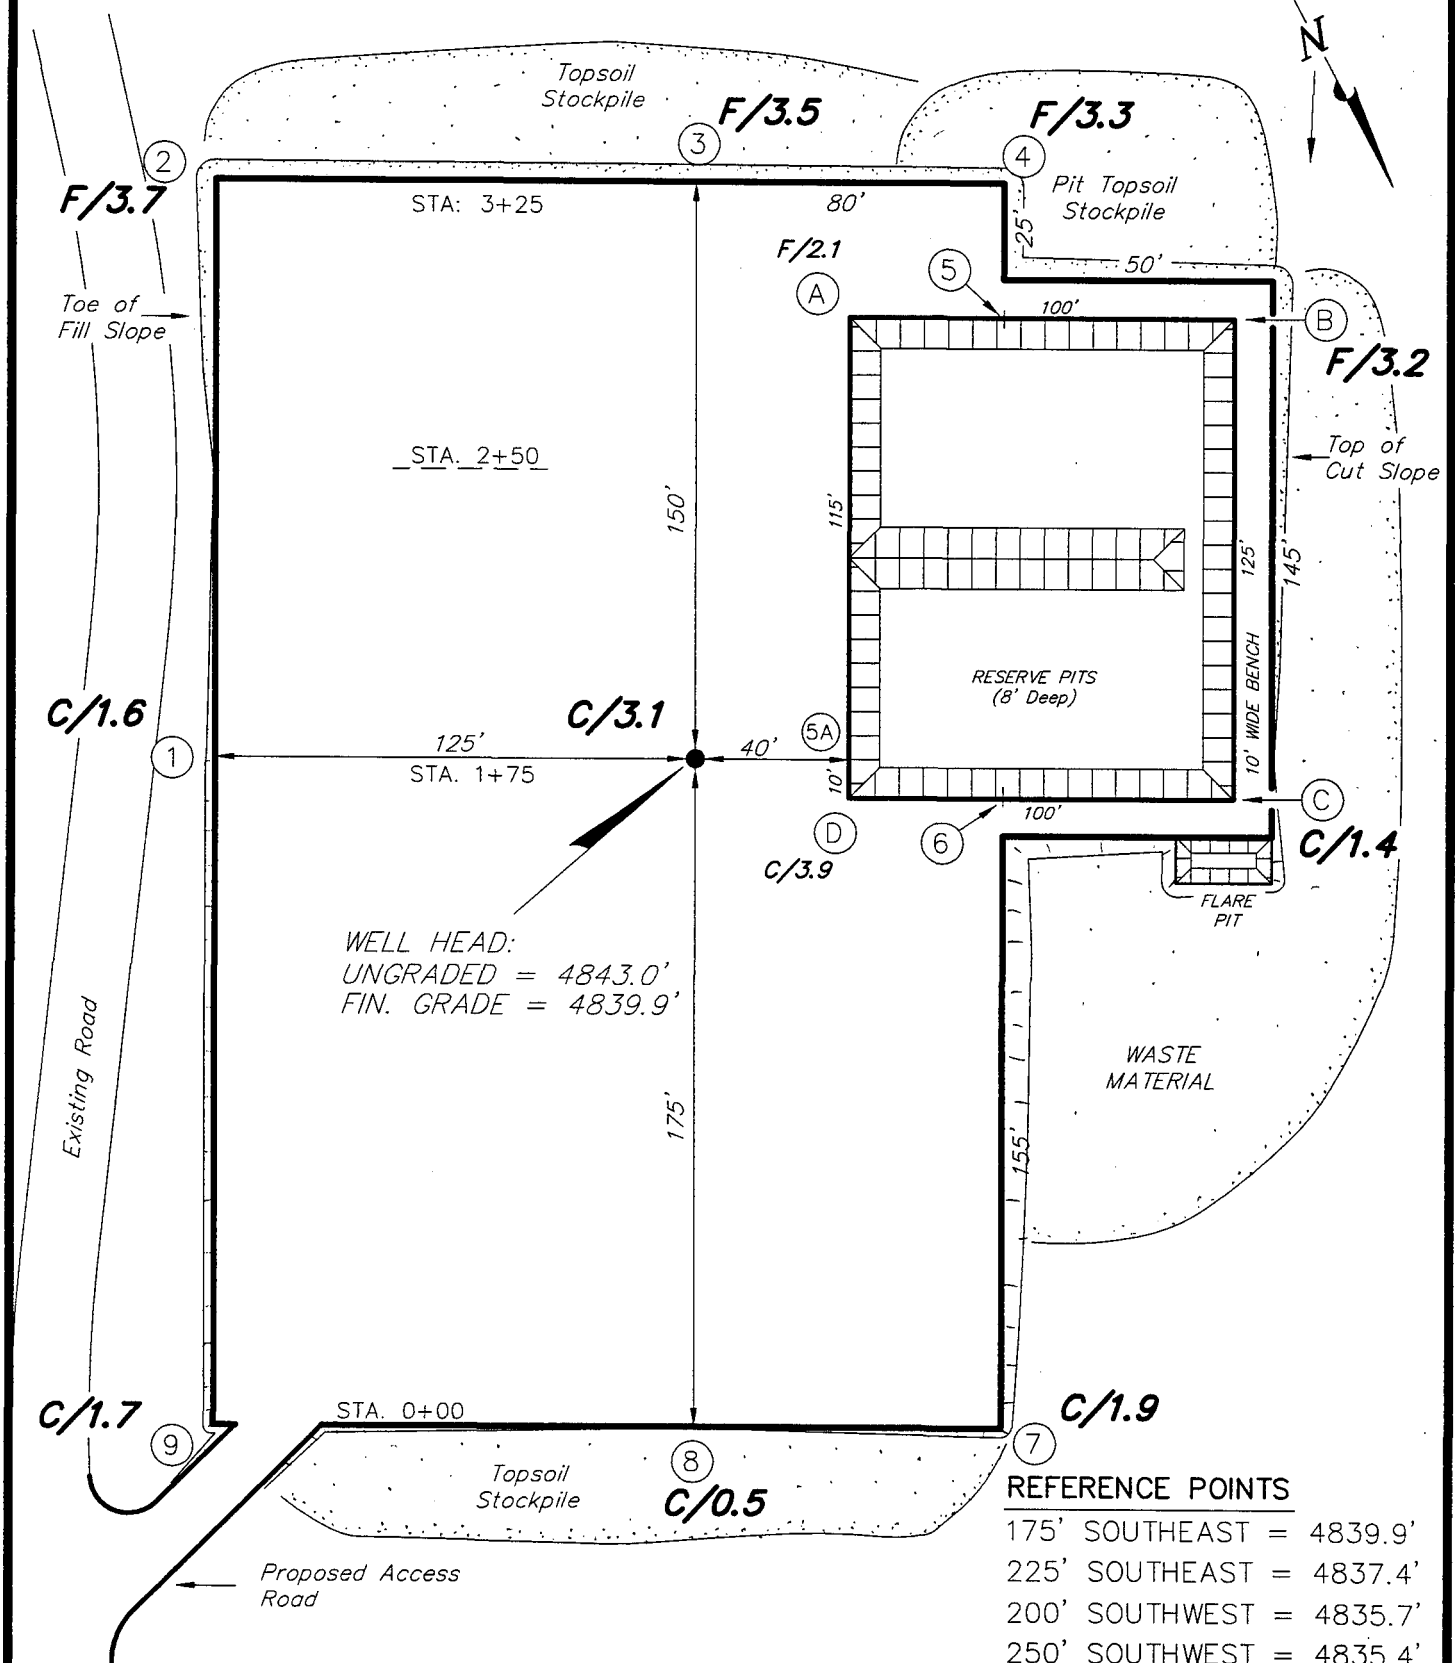 N
Topsoil
Stockpile
F/3.5
F/3.3
3
4
2
F/3.7
STA: 3+25
80'
25'
Pit Topsoil
Stockpile
F/2.1
A
5
50'
Toe of
Fill Slope
100'
B
F/3.2
STA. 2+50
Top of
Cut Slope
150'
115'
125'
145'
10' WIDE BENCH
RESERVE PITS
(8' Deep)
C/1.6
C/3.1
1
125'
STA. 1+75
40'
5A
10'
D
C/3.9
6
100'
C
C/1.4
FLARE
PIT
WELL HEAD:
UNGRADED = 4843.0'
FIN. GRADE = 4839.9'
Existing Road
WASTE
MATERIAL
175'
155'
C/1.7
9
STA. 0+00
C/1.9
7
8
C/0.5
Topsoil
Stockpile
Proposed Access
Road
REFERENCE POINTS
175' SOUTHEAST = 4839.9'
225' SOUTHEAST = 4837.4'
200' SOUTHWEST = 4835.7'
250' SOUTHWEST = 4835.4'